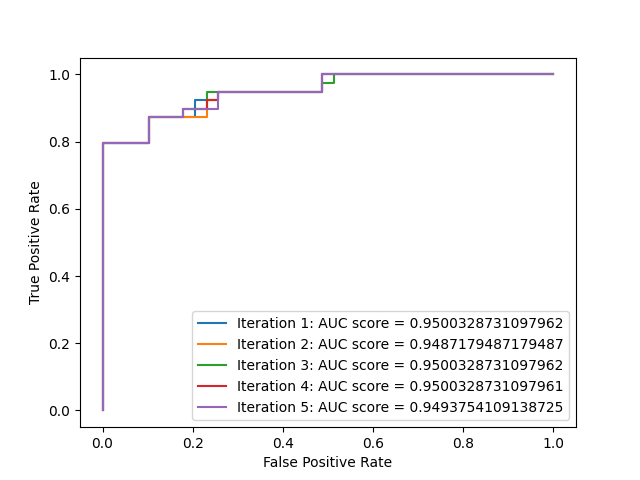 1.0
0.8
0.6
0.4
0.2
0.0
True Positive Rate
Iteration 1: AUC score = 0.9500328731097962
Iteration 2: AUC score = 0.9487179487179487
Iteration 3: AUC score = 0.9500328731097962
Iteration 4: AUC score = 0.9500328731097961
Iteration 5: AUC score = 0.9493754109138725
0.0 0.2 0.4 0.6 0.8 1.0
False Positive Rate